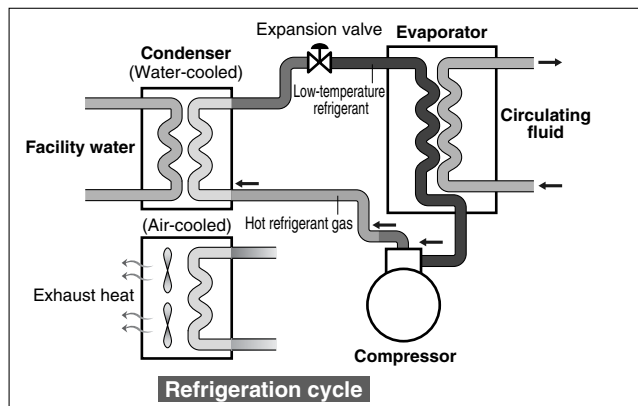 Expansion valve
Evaporator
Condenser
(Water-cooled)
Low-temperature
refrigerant
Circulating
fluid
Facility water
Hot refrigerant gas
(Air-cooled)
Exhaust heat
Compressor
Refrigeration cycle